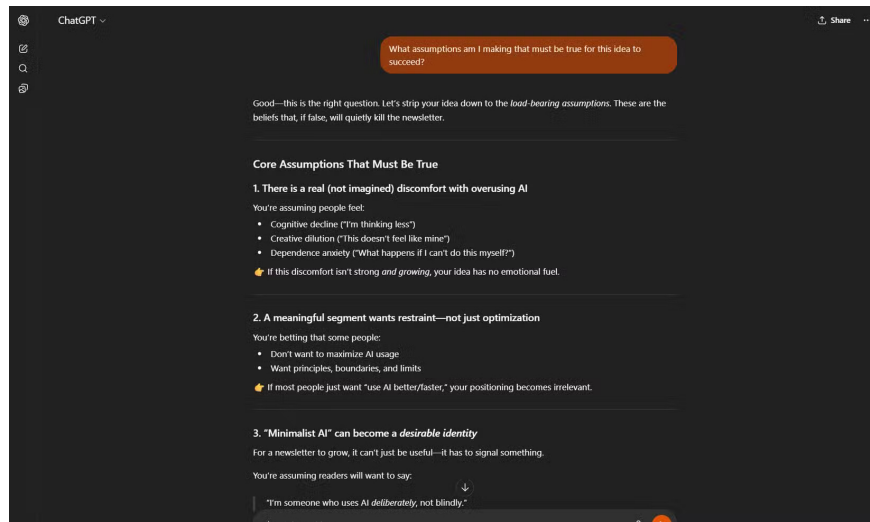 ChatGPT
Share
What assumptions am I making that must be true for this idea to
succeed?
Good—this is the right question. Let's strip your idea down to the load-bearing assumptions. These are the
beliefs that, if false, will quietly kill the newsletter.
Core Assumptions That Must Be True
1. There is a real (not imagined) discomfort with overusing AI
You're assuming people feel:
• Cognitive decline ("I'm thinking less")
• Creative dilution ("This doesn't feel like mine")
• Dependence anxiety ("What happens if I can't do this myself?")
👉 If this discomfort isn't strong and growing, your idea has no emotional fuel.
2. A meaningful segment wants restraint—not just optimization
You're betting that some people:
• Don't want to maximize AI usage
• Want principles, boundaries, and limits
👉 If most people just want "use AI better/faster," your positioning becomes irrelevant.
3. "Minimalist AI" can become a desirable identity
For a newsletter to grow, it can't just be useful—it has to signal something.
You're assuming readers will want to say:
"I'm someone who uses AI deliberately, not blindly."